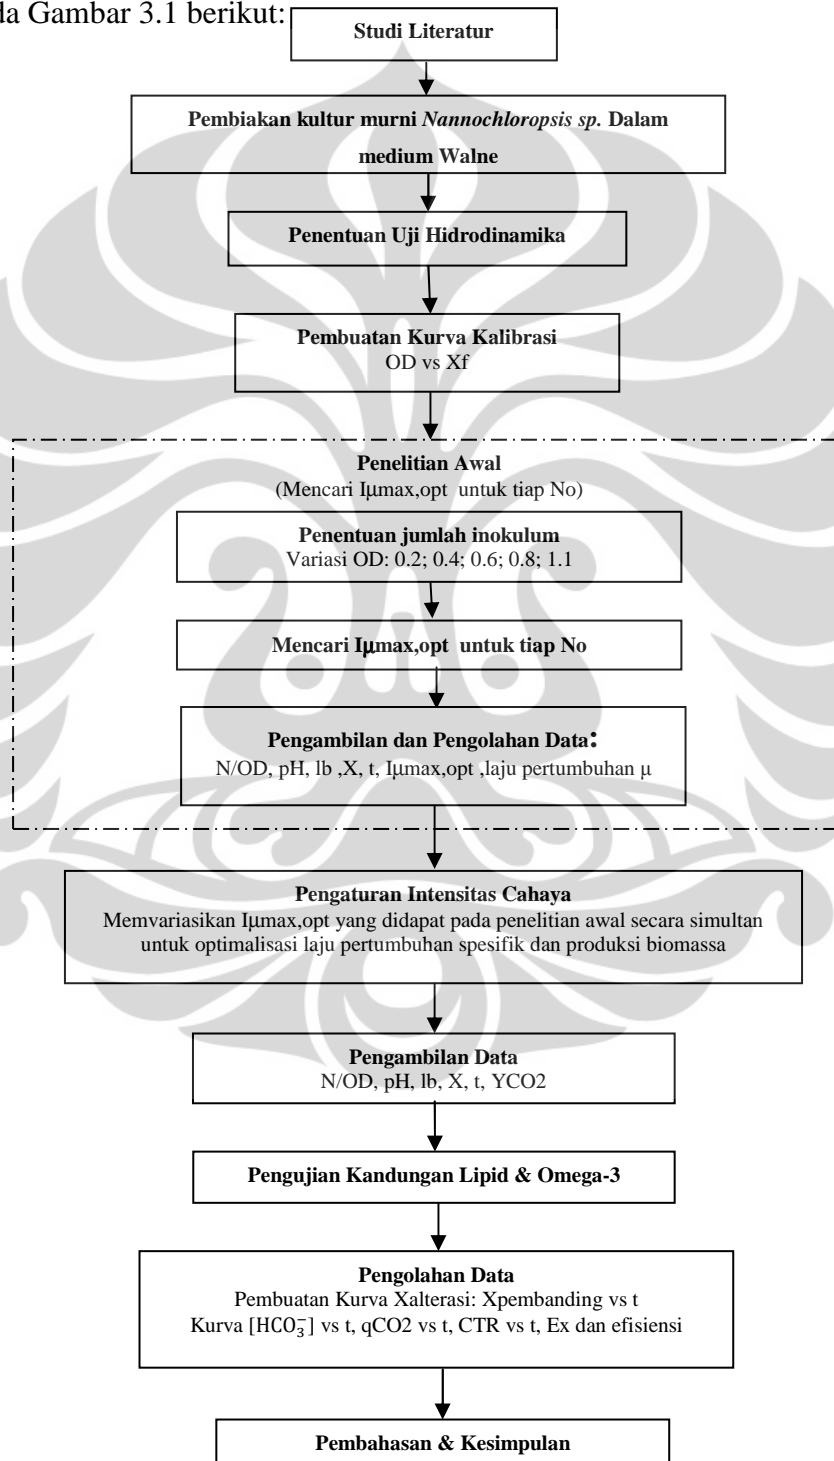 da Gambar 3.1 berikut:
Studi Literatur
Pembiakan kultur murni Nannochloropsis sp. Dalam
medium Walne
Penentuan Uji Hidrodinamika
Pembuatan Kurva Kalibrasi
OD vs Xf
Penelitian Awal
(Mencari Iμmax,opt untuk tiap No)
Penentuan jumlah inokulum
Variasi OD: 0.2; 0.4; 0.6; 0.8; 1.1
Mencari Iμmax,opt untuk tiap No
Pengambilan dan Pengolahan Data:
N/OD, pH, lb ,X, t, Iμmax,opt ,laju pertumbuhan μ
Pengaturan Intensitas Cahaya
Memvariasikan Iμmax,opt yang didapat pada penelitian awal secara simultan
untuk optimalisasi laju pertumbuhan spesifik dan produksi biomassa
Pengambilan Data
N/OD, pH, lb, X, t, YCO2
Pengujian Kandungan Lipid & Omega-3
Pengolahan Data
Pembuatan Kurva Xalterasi: Xpembanding vs t
Kurva [HCO₃⁻] vs t, qCO2 vs t, CTR vs t, Ex dan efisiensi
Pembahasan & Kesimpulan